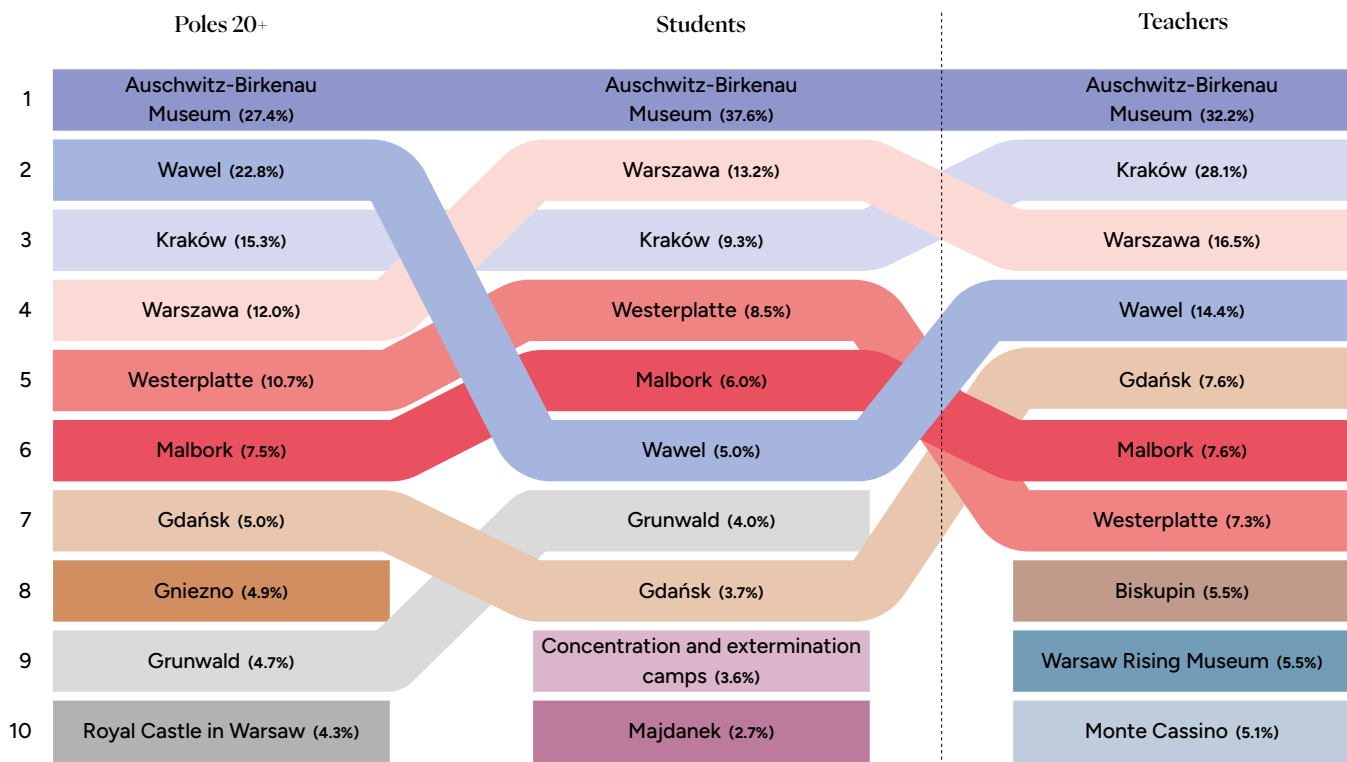 Poles 20+ Students Teachers
1 Auschwitz-Birkenau Auschwitz-Birkenau Auschwitz-Birkenau
Museum (27.4%) Museum (37.6%) Museum (32.2%)
2 Wawel (22.8%) Warszawa (13.2%) Kraków (28.1%)
3 Kraków (15.3%) Kraków (9.3%) Warszawa (16.5%)
4 Warszawa (12.0%) Westerplatte (8.5%) Wawel (14.4%)
5 Westerplatte (10.7%) Malbork (6.0%) Gdańsk (7.6%)
6 Malbork (7.5%) Wawel (5.0%) Malbork (7.6%)
7 Gdańsk (5.0%) Grunwald (4.0%) Westerplatte (7.3%)
8 Gniezno (4.9%) Gdańsk (3.7%) Biskupin (5.5%)
9 Grunwald (4.7%) Concentration and extermination Warsaw Rising Museum (5.5%)
camps (3.6%)
10 Royal Castle in Warsaw (4.3%) Majdanek (2.7%) Monte Cassino (5.1%)